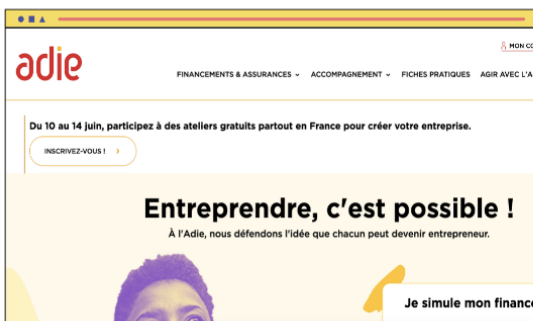 MON CO
adie
FINANCEMENTS & ASSURANCES
ACCOMPAGNEMENT
FICHES PRATIQUES
AGIR AVEC L'A
Du 10 au 14 juin, participez à des ateliers gratuits partout en France pour créer votre entreprise.
INSCRIVEZ-VOUS !
Entreprendre, c'est possible !
À l'Adie, nous défendons l'idée que chacun peut devenir entrepreneur.
Je simule mon finance